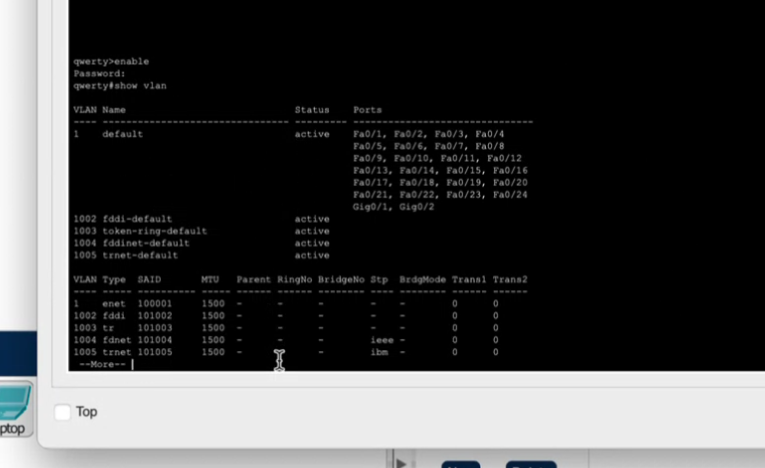 qwerty>enable
Password:
qwerty#show vlan
VLAN Name                             Status    Ports
---- -------------------------------- --------- -------------------------------
1    default                          active    Fa0/1, Fa0/2, Fa0/3, Fa0/4
                                                Fa0/5, Fa0/6, Fa0/7, Fa0/8
                                                Fa0/9, Fa0/10, Fa0/11, Fa0/12
                                                Fa0/13, Fa0/14, Fa0/15, Fa0/16
                                                Fa0/17, Fa0/18, Fa0/19, Fa0/20
                                                Fa0/21, Fa0/22, Fa0/23, Fa0/24
                                                Gig0/1, Gig0/2
1002 fddi-default                     active
1003 token-ring-default               active
1004 fddinet-default                  active
1005 trnet-default                    active
VLAN Type  SAID       MTU   Parent RingNo BridgeNo Stp  BrdgMode Trans1 Trans2
---- ----- ---------- ----- ------ ------ -------- ---- -------- ------ ------
1    enet  100001     1500  -      -      -        -    -        0      0
1002 fddi  101002     1500  -      -      -        -    -        0      0
1003 tr    101003     1500  -      -      -        -    -        0      0
1004 fdnet 101004     1500  -      -      -        ieee -        0      0
1005 trnet 101005     1500  -      -      -        ibm  -        0      0
--More--
Top
ptop